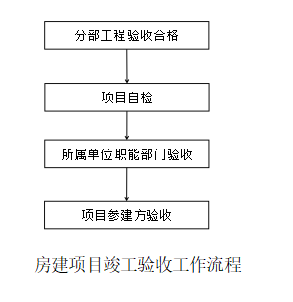 分部工程验收合格
项目自检
所属单位职能部门验收
项目参建方验收
房建项目竣工验收工作流程